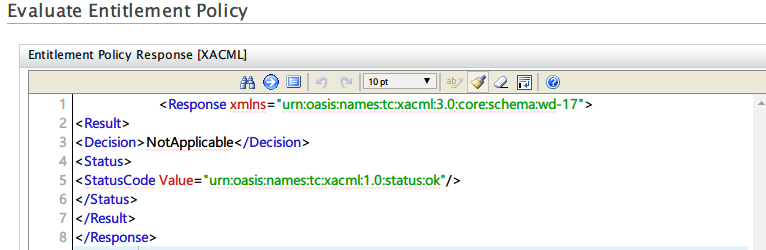 Evaluate Entitlement Policy
Entitlement Policy Response [XACML]
10 pt
1 <Response xmlns="urn:oasis:names:tc:xacml:3.0:core:schema:wd-17">
2 <Result>
3 <Decision>NotApplicable</Decision>
4 <Status>
5 <StatusCode Value="urn:oasis:names:tc:xacml:1.0:status:ok"/>
6 </Status>
7 </Result>
8 </Response>